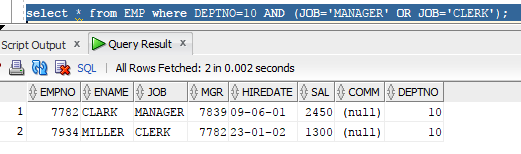 select * from EMP where DEPTNO=10 AND (JOB='MANAGER' OR JOB='CLERK');
Script Output × Query Result ×
SQL | All Rows Fetched: 2 in 0.002 seconds
EMPNO ENAME JOB MGR HIREDATE SAL COMM DEPTNO
1 7782 CLARK MANAGER 7839 09-06-01 2450 (null) 10
2 7934 MILLER CLERK 7782 23-01-02 1300 (null) 10